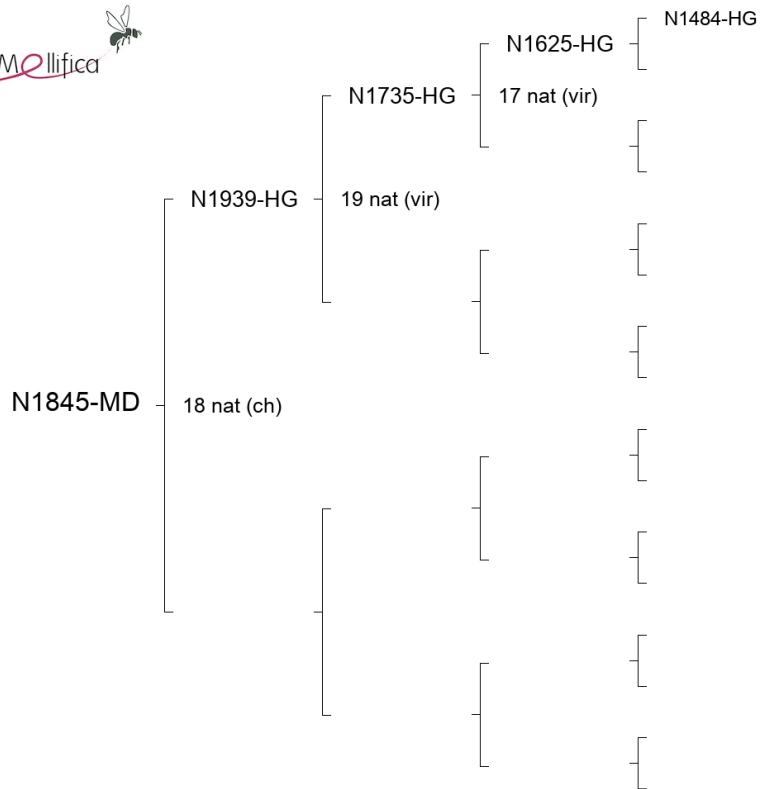 Mellifica
N1484-HG
N1625-HG
N1735-HG
17 nat (vir)
N1939-HG
19 nat (vir)
N1845-MD
18 nat (ch)